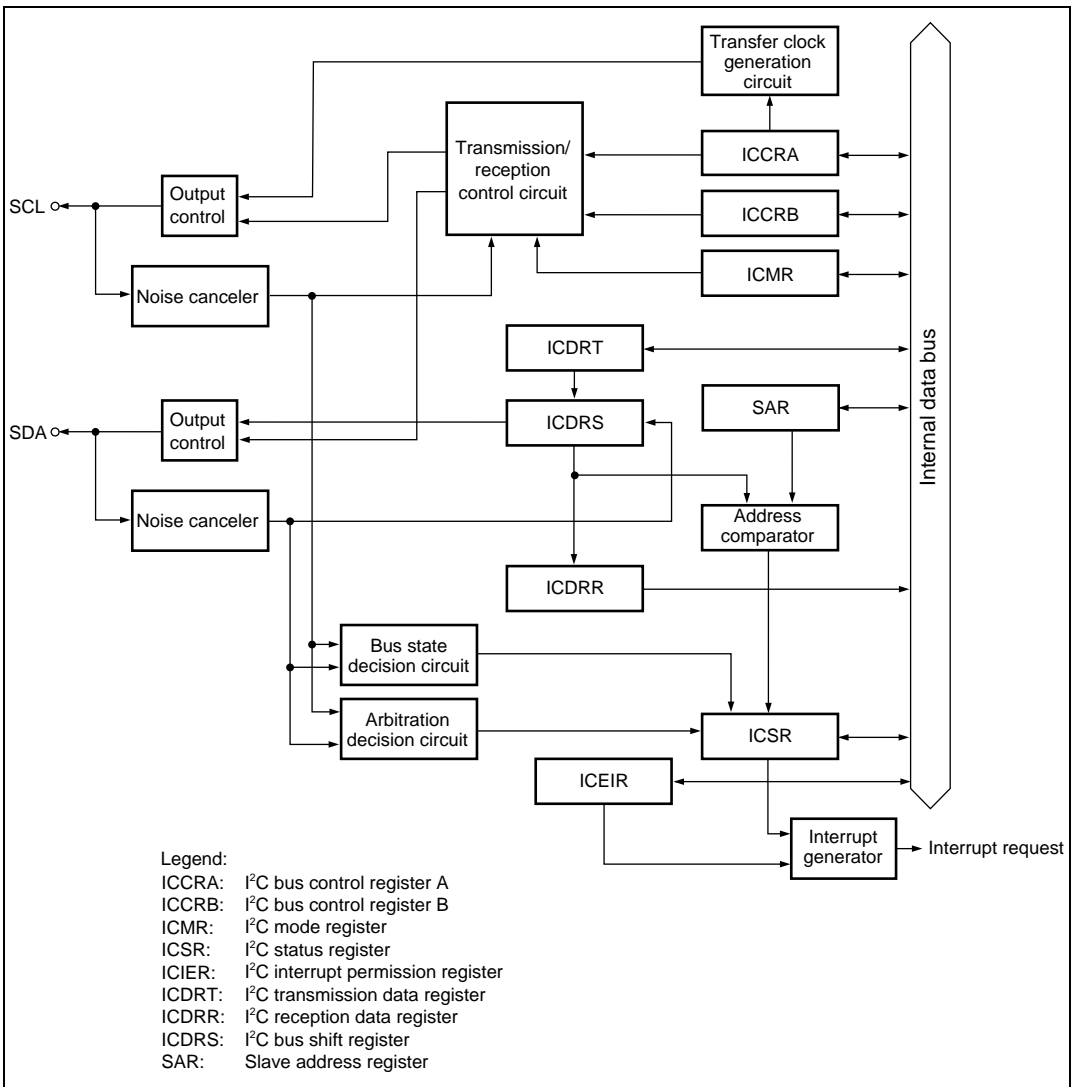 Transfer clock
generation
circuit
Transmission/
reception
control circuit
ICCRA
SCL
Output
control
ICCRB
Noise canceler
ICMR
ICDRT
Internal data bus
SDA
Output
control
ICDRS
SAR
Noise canceler
Address
comparator
ICDRR
Bus state
decision circuit
Arbitration
decision circuit
ICSR
ICEIR
Interrupt
generator
Interrupt request
Legend:
ICCRA: I²C bus control register A
ICCRB: I²C bus control register B
ICMR: I²C mode register
ICSR: I²C status register
ICIER: I²C interrupt permission register
ICDRT: I²C transmission data register
ICDRR: I²C reception data register
ICDRS: I²C bus shift register
SAR: Slave address register